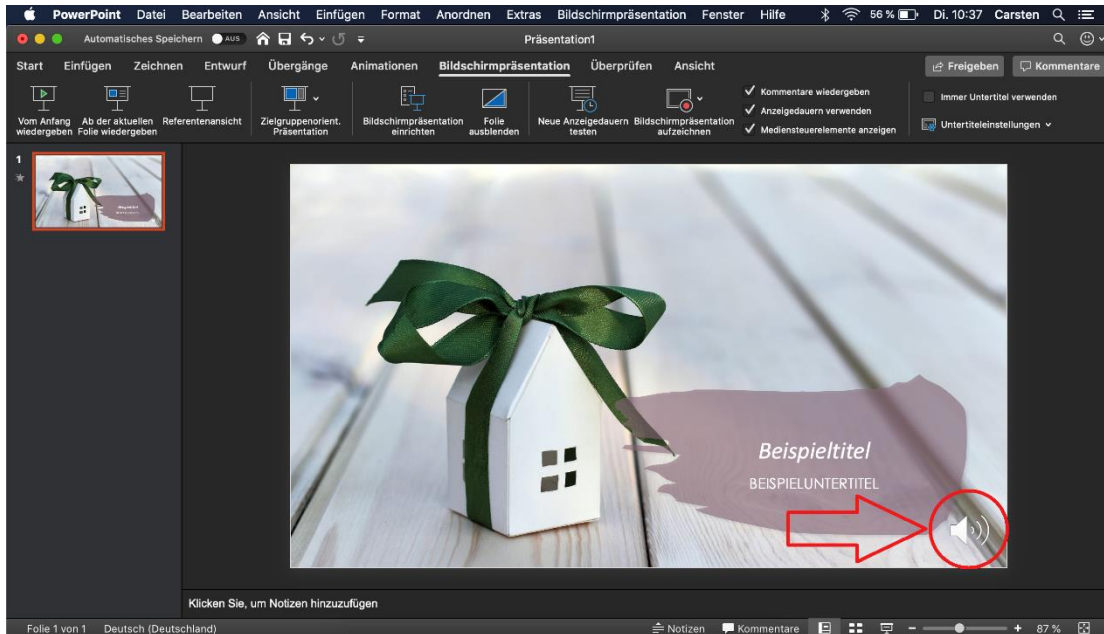 PowerPoint Datei Bearbeiten Ansicht Einfügen Format Anordnen Extras Bildschirmpräsentation Fenster Hilfe 56 % Di. 10:37 Carsten
Automatisches Speichern AUS Präsentation1
Start Einfügen Zeichnen Entwurf Übergänge Animationen Bildschirmpräsentation Überprüfen Ansicht Freigeben Kommentare
Vom Anfang wiedergeben
Ab der aktuellen Folie wiedergeben
Referentenansicht
Zielgruppenorient. Präsentation
Bildschirmpräsentation einrichten
Folie ausblenden
Neue Anzeigedauern testen
Bildschirmpräsentation aufzeichnen
Kommentare wiedergeben
Anzeigedauern verwenden
Mediensteuerelemente anzeigen
Immer Untertitel verwenden
Untertiteleinstellungen
1
Beispieltitel
BEISPIELUNTERTITEL
Klicken Sie, um Notizen hinzuzufügen
Folie 1 von 1 Deutsch (Deutschland) Notizen Kommentare 87 %